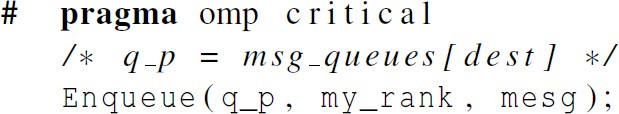 # pragma omp critical
/* q_p = msg_queues[dest] */
Enqueue(q_p, my_rank, mesg);